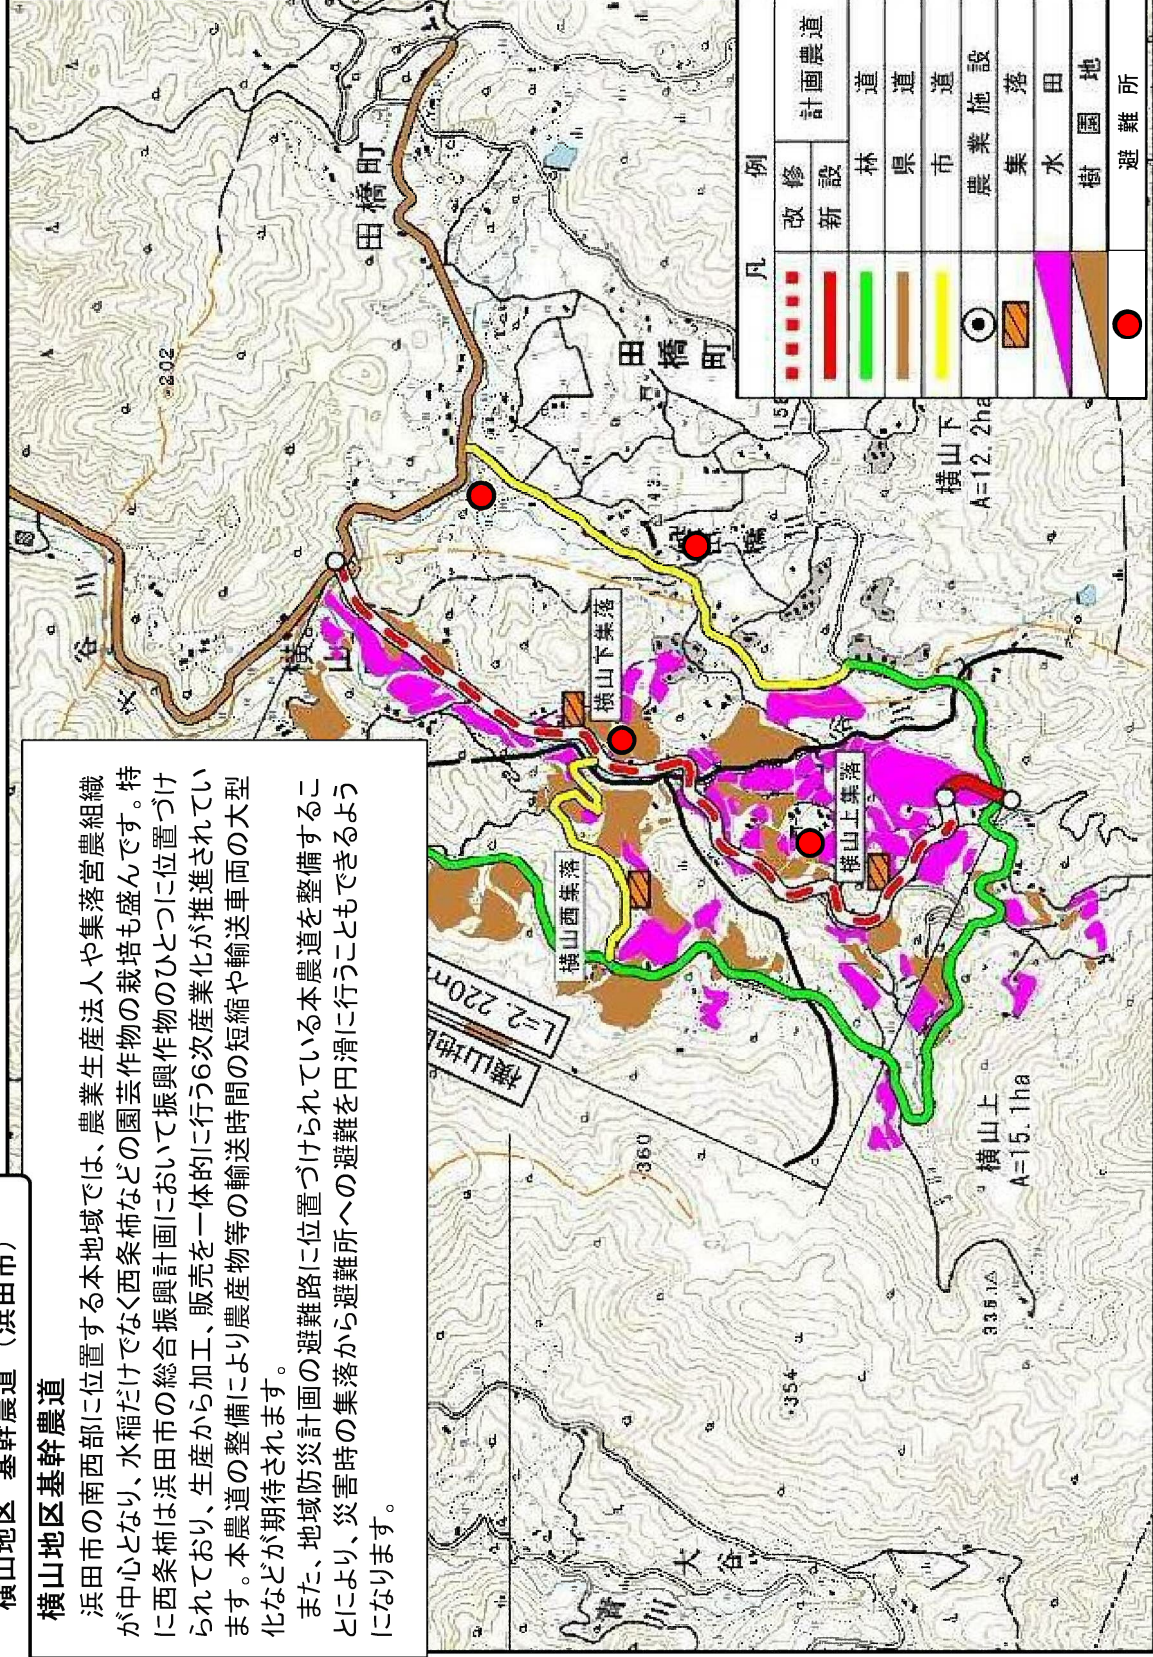 横山地区 基幹農道 (浜田市)
横山地区基幹農道
浜田市の南西部に位置する本地域では、農業生産法人や集落営農組織
が中心となり、水稲だけでなく西条柿などの園芸作物の栽培も盛んです。特
に西条柿は浜田市の総合振興計画において振興作物のひとつに位置づけ
られており、生産から加工、販売を一体的に行う6次産業化が推進されてい
ます。本農道の整備により農産物等の輸送時間の短縮や輸送車両の大型
化などが期待されます。
また、地域防災計画の避難路に位置づけられている本農道を整備するこ
とにより、災害時の集落から避難所への避難を円滑に行うこともできるよう
になります。
横山地
L=2,220m
横山西集落
横山下集落
横山上集落
横山上
A=15.1ha
横山下
A=12.2ha
田橋町
田橋町
横山
谷川
大谷
202
360
354
336.1
凡例
改修
新設
計画農道
林道
県道
市道
農業施設
集落
水田
樹園地
避難所